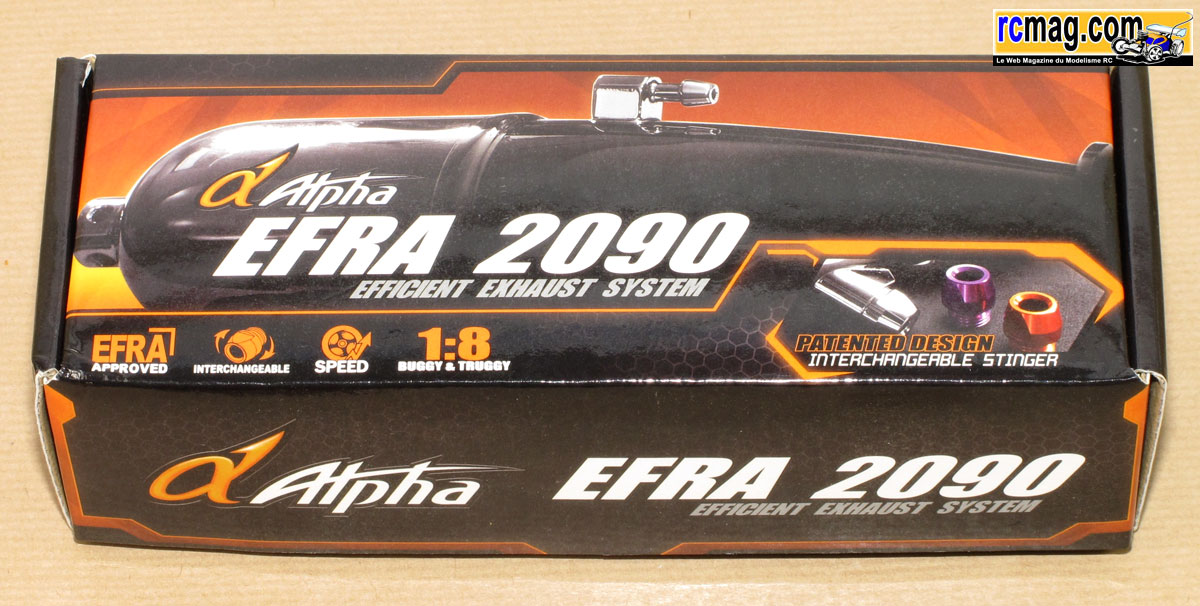 rcmag.com
Le Web Magazine du Modelisme RC
α Alpha
EFRA 2090
EFFICIENT EXHAUST SYSTEM
EFRA
APPROVED
INTERCHANGEABLE
SPEED
1:8
BUGGY & TRUGGY
PATENTED DESIGN
INTERCHANGEABLE STINGER
α Alpha
EFRA 2090
EFFICIENT EXHAUST SYSTEM